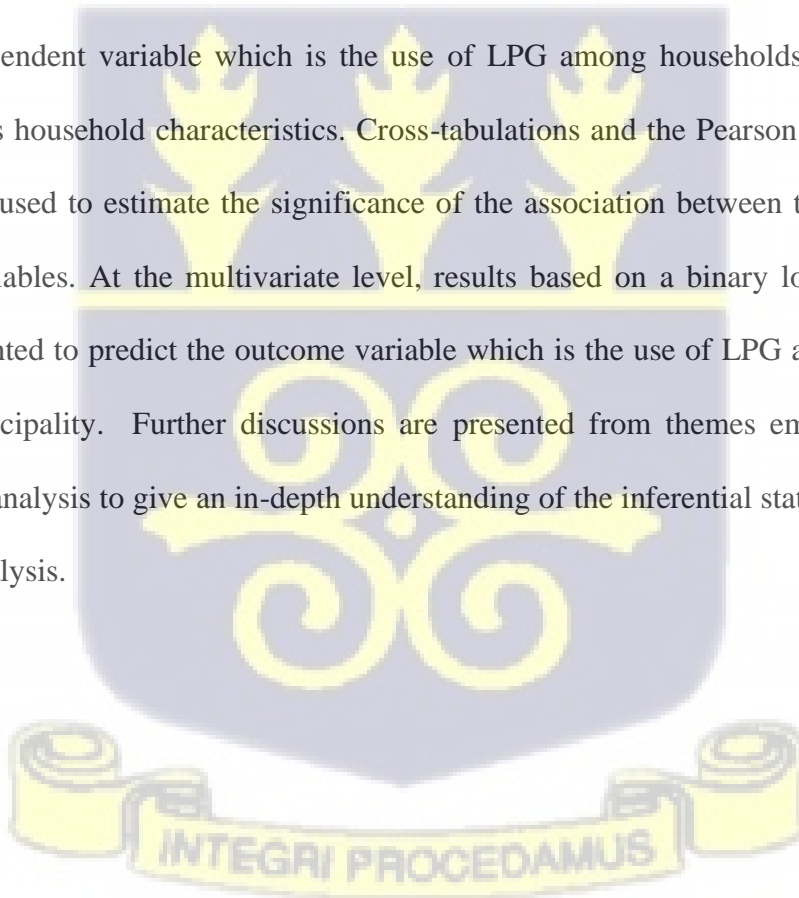 endent variable which is the use of LPG among households
s household characteristics. Cross-tabulations and the Pearson
used to estimate the significance of the association between t
ables. At the multivariate level, results based on a binary lo
ted to predict the outcome variable which is the use of LPG a
cipality. Further discussions are presented from themes em
analysis to give an in-depth understanding of the inferential stat
lysis.
INTEGRI PROCEDAMUS